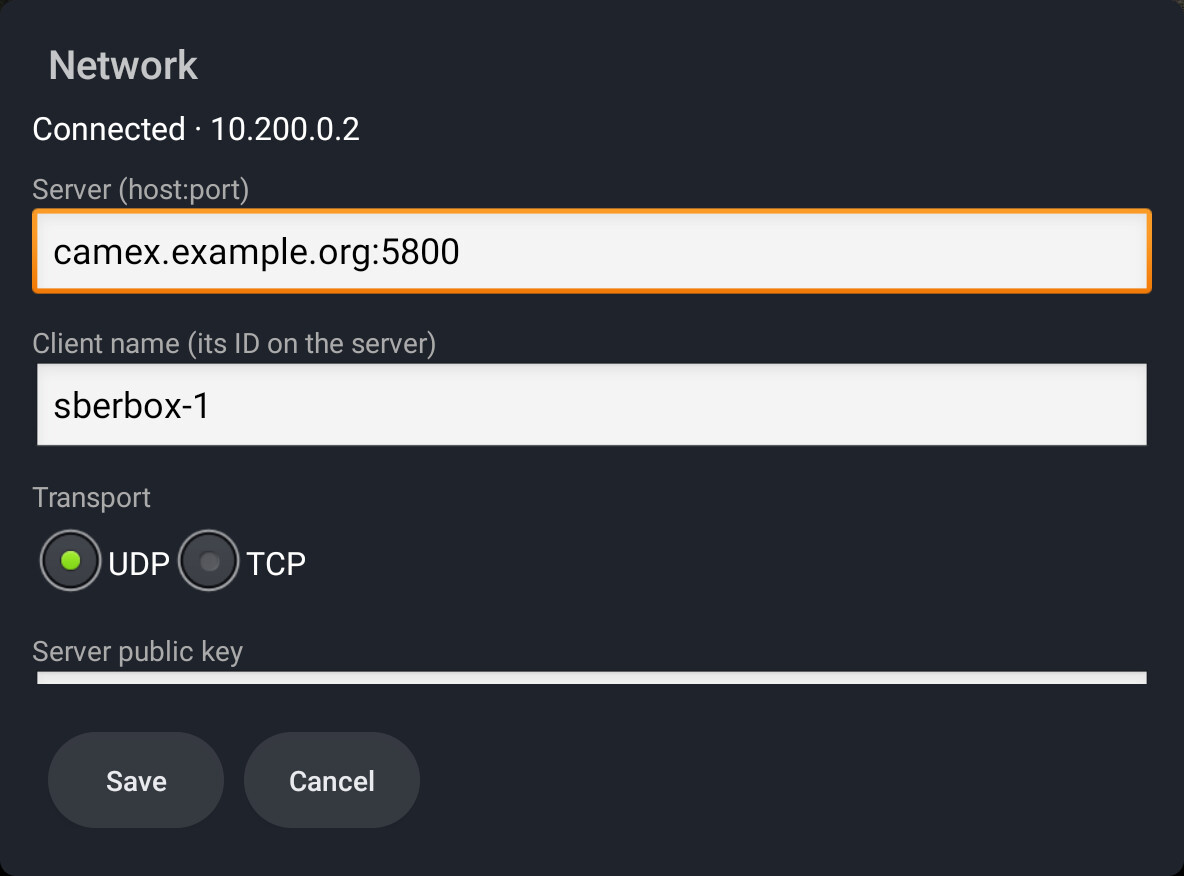 Network
Connected · 10.200.0.2
Server (host:port)
camex.example.org:5800
Client name (its ID on the server)
sberbox-1
Transport
UDP TCP
Server public key
Save Cancel